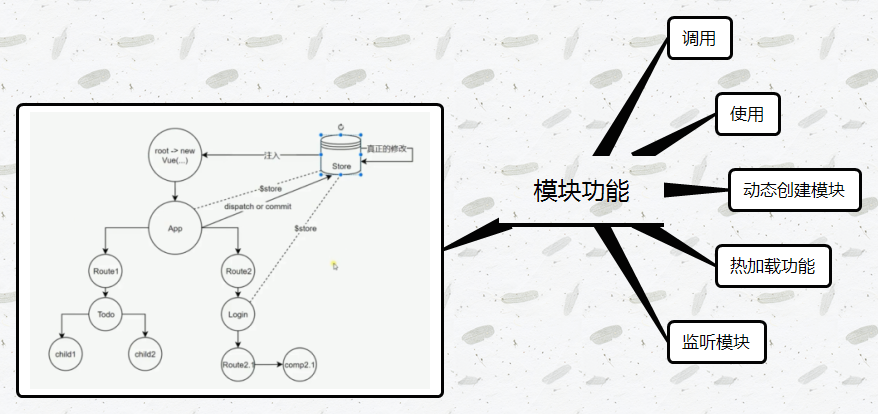 root -> new
Vue(...)
注入
真正的修改
Store
$store
dispatch or commit
App
$store
Route1
Route2
Todo
Login
child1
child2
Route2.1
comp2.1
模块功能
调用
使用
动态创建模块
热加载功能
监听模块